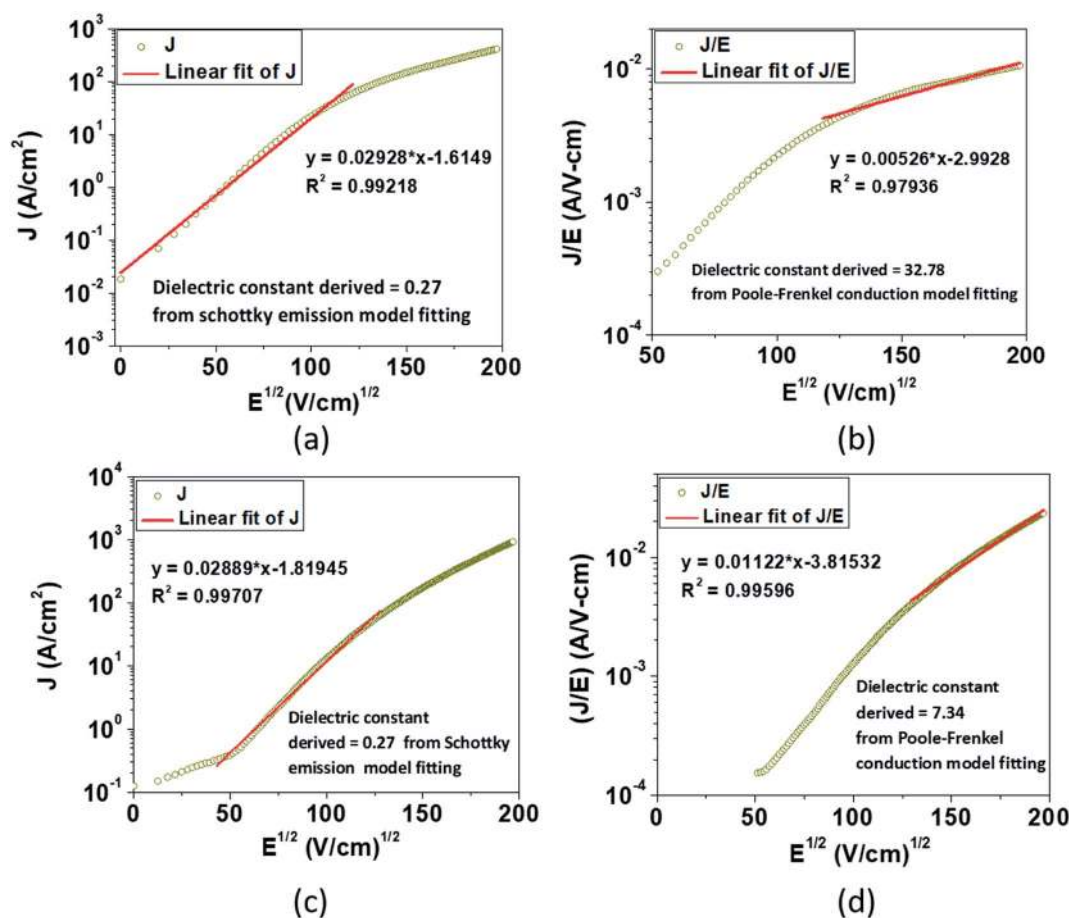 (a)
J (A/cm²)
10³
10²
10¹
10⁰
10⁻¹
10⁻²
10⁻³
J
Linear fit of J
y = 0.02928*x-1.6149
R² = 0.99218
Dielectric constant derived = 0.27
from schottky emission model fitting
0 50 100 150 200
E^1/2 (V/cm)^1/2
(a)
(b)
J/E (A/V-cm)
10⁻²
10⁻³
10⁻⁴
J/E
Linear fit of J/E
y = 0.00526*x-2.9928
R² = 0.97936
Dielectric constant derived = 32.78
from Poole-Frenkel conduction model fitting
50 100 150 200
E^1/2 (V/cm)^1/2
(b)
J (A/cm²)
10⁴
10³
10²
10¹
10⁰
10⁻¹
J
Linear fit of J
y = 0.02889*x-1.81945
R² = 0.99707
Dielectric constant
derived = 0.27 from Schottky
emission model fitting
0 50 100 150 200
E^1/2 (V/cm)^1/2
(c)
(J/E) (A/V-cm)
10⁻²
10⁻³
10⁻⁴
J/E
Linear fit of J/E
y = 0.01122*x-3.81532
R² = 0.99596
Dielectric constant
derived = 7.34
from Poole-Frenkel
conduction model fitting
0 50 100 150 200
E^1/2 (V/cm)^1/2
(d)